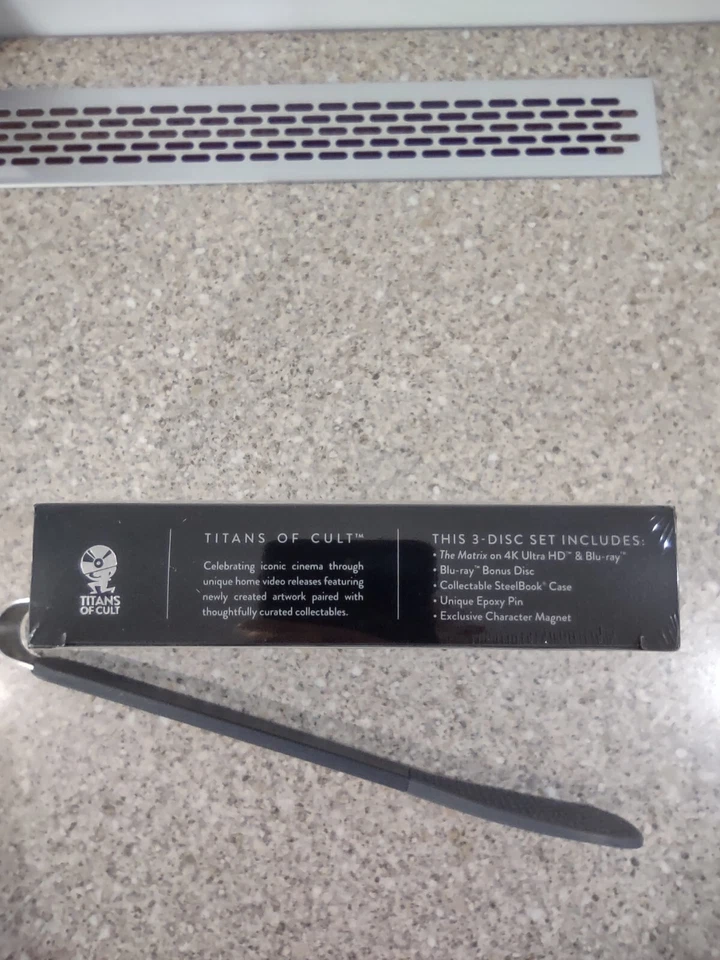 TITANS
OF CULT
TITANS OF CULT™
Celebrating iconic cinema through
unique home video releases featuring
newly created artwork paired with
thoughtfully curated collectables.
THIS 3-DISC SET INCLUDES:
• The Matrix on 4K Ultra HD™ & Blu-ray™
• Blu-ray™ Bonus Disc
• Collectable SteelBook® Case
• Unique Epoxy Pin
• Exclusive Character Magnet